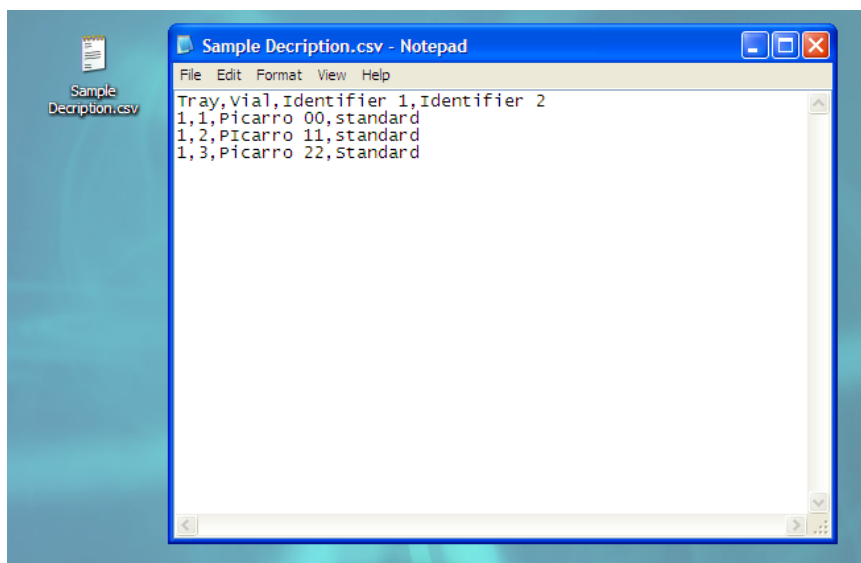 Sample
Decription.csv
Sample Decription.csv - Notepad
File Edit Format View Help
Tray,Vial,Identifier 1,Identifier 2
1,1,Picarro 00,standard
1,2,PIcarro 11,standard
1,3,Picarro 22,Standard